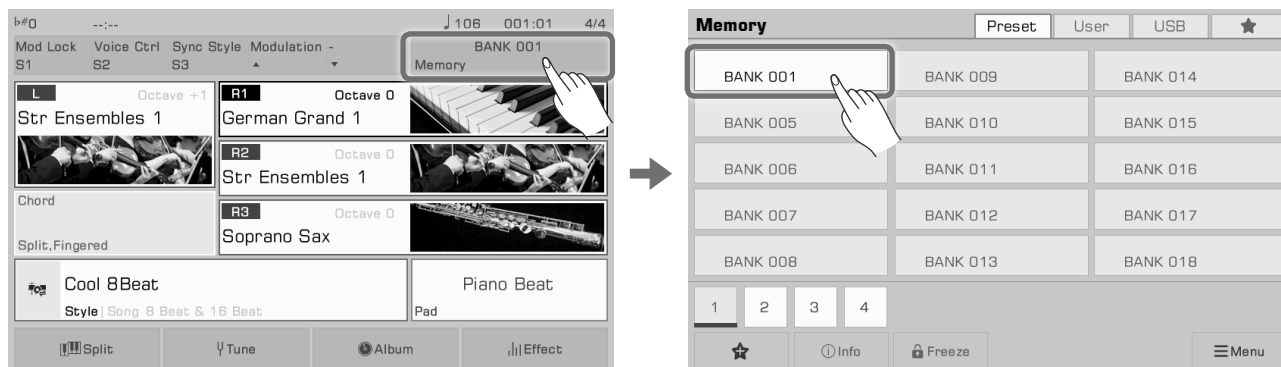 ♭#0 --:-- ♩106 001:01 4/4
Mod Lock Voice Ctrl Sync Style Modulation - BANK 001
S1 S2 S3 ▲ ▼ Memory
L Octave +1
Str Ensembles 1
R1 Octave 0
German Grand 1
R2 Octave 0
Str Ensembles 1
Chord
Split,Fingered
R3 Octave 0
Soprano Sax
Cool 8Beat
Style | Song 8 Beat & 16 Beat
Piano Beat
Pad
Split Tune Album Effect
Memory Preset User USB ★
BANK 001 BANK 009 BANK 014
BANK 005 BANK 010 BANK 015
BANK 006 BANK 011 BANK 016
BANK 007 BANK 012 BANK 017
BANK 008 BANK 013 BANK 018
1 2 3 4
Info Freeze Menu